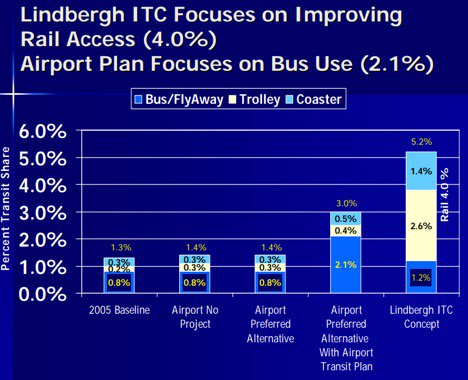 Lindbergh ITC Focuses on Improving
Rail Access (4.0%)
Airport Plan Focuses on Bus Use (2.1%)
Bus/FlyAway Trolley Coaster
Percent Transit Share
6.0%
5.0%
4.0%
3.0%
2.0%
1.0%
0.0%
1.3%
0.3%
0.2%
0.8%
1.4%
0.3%
0.3%
0.8%
1.4%
0.3%
0.3%
0.8%
3.0%
0.5%
0.4%
2.1%
5.2%
1.4%
2.6%
1.2%
Rail 4.0 %
2005 Baseline
Airport No
Project
Airport
Preferred
Alternative
Airport
Preferred
Alternative
With Airport
Transit Plan
Lindbergh ITC
Concept